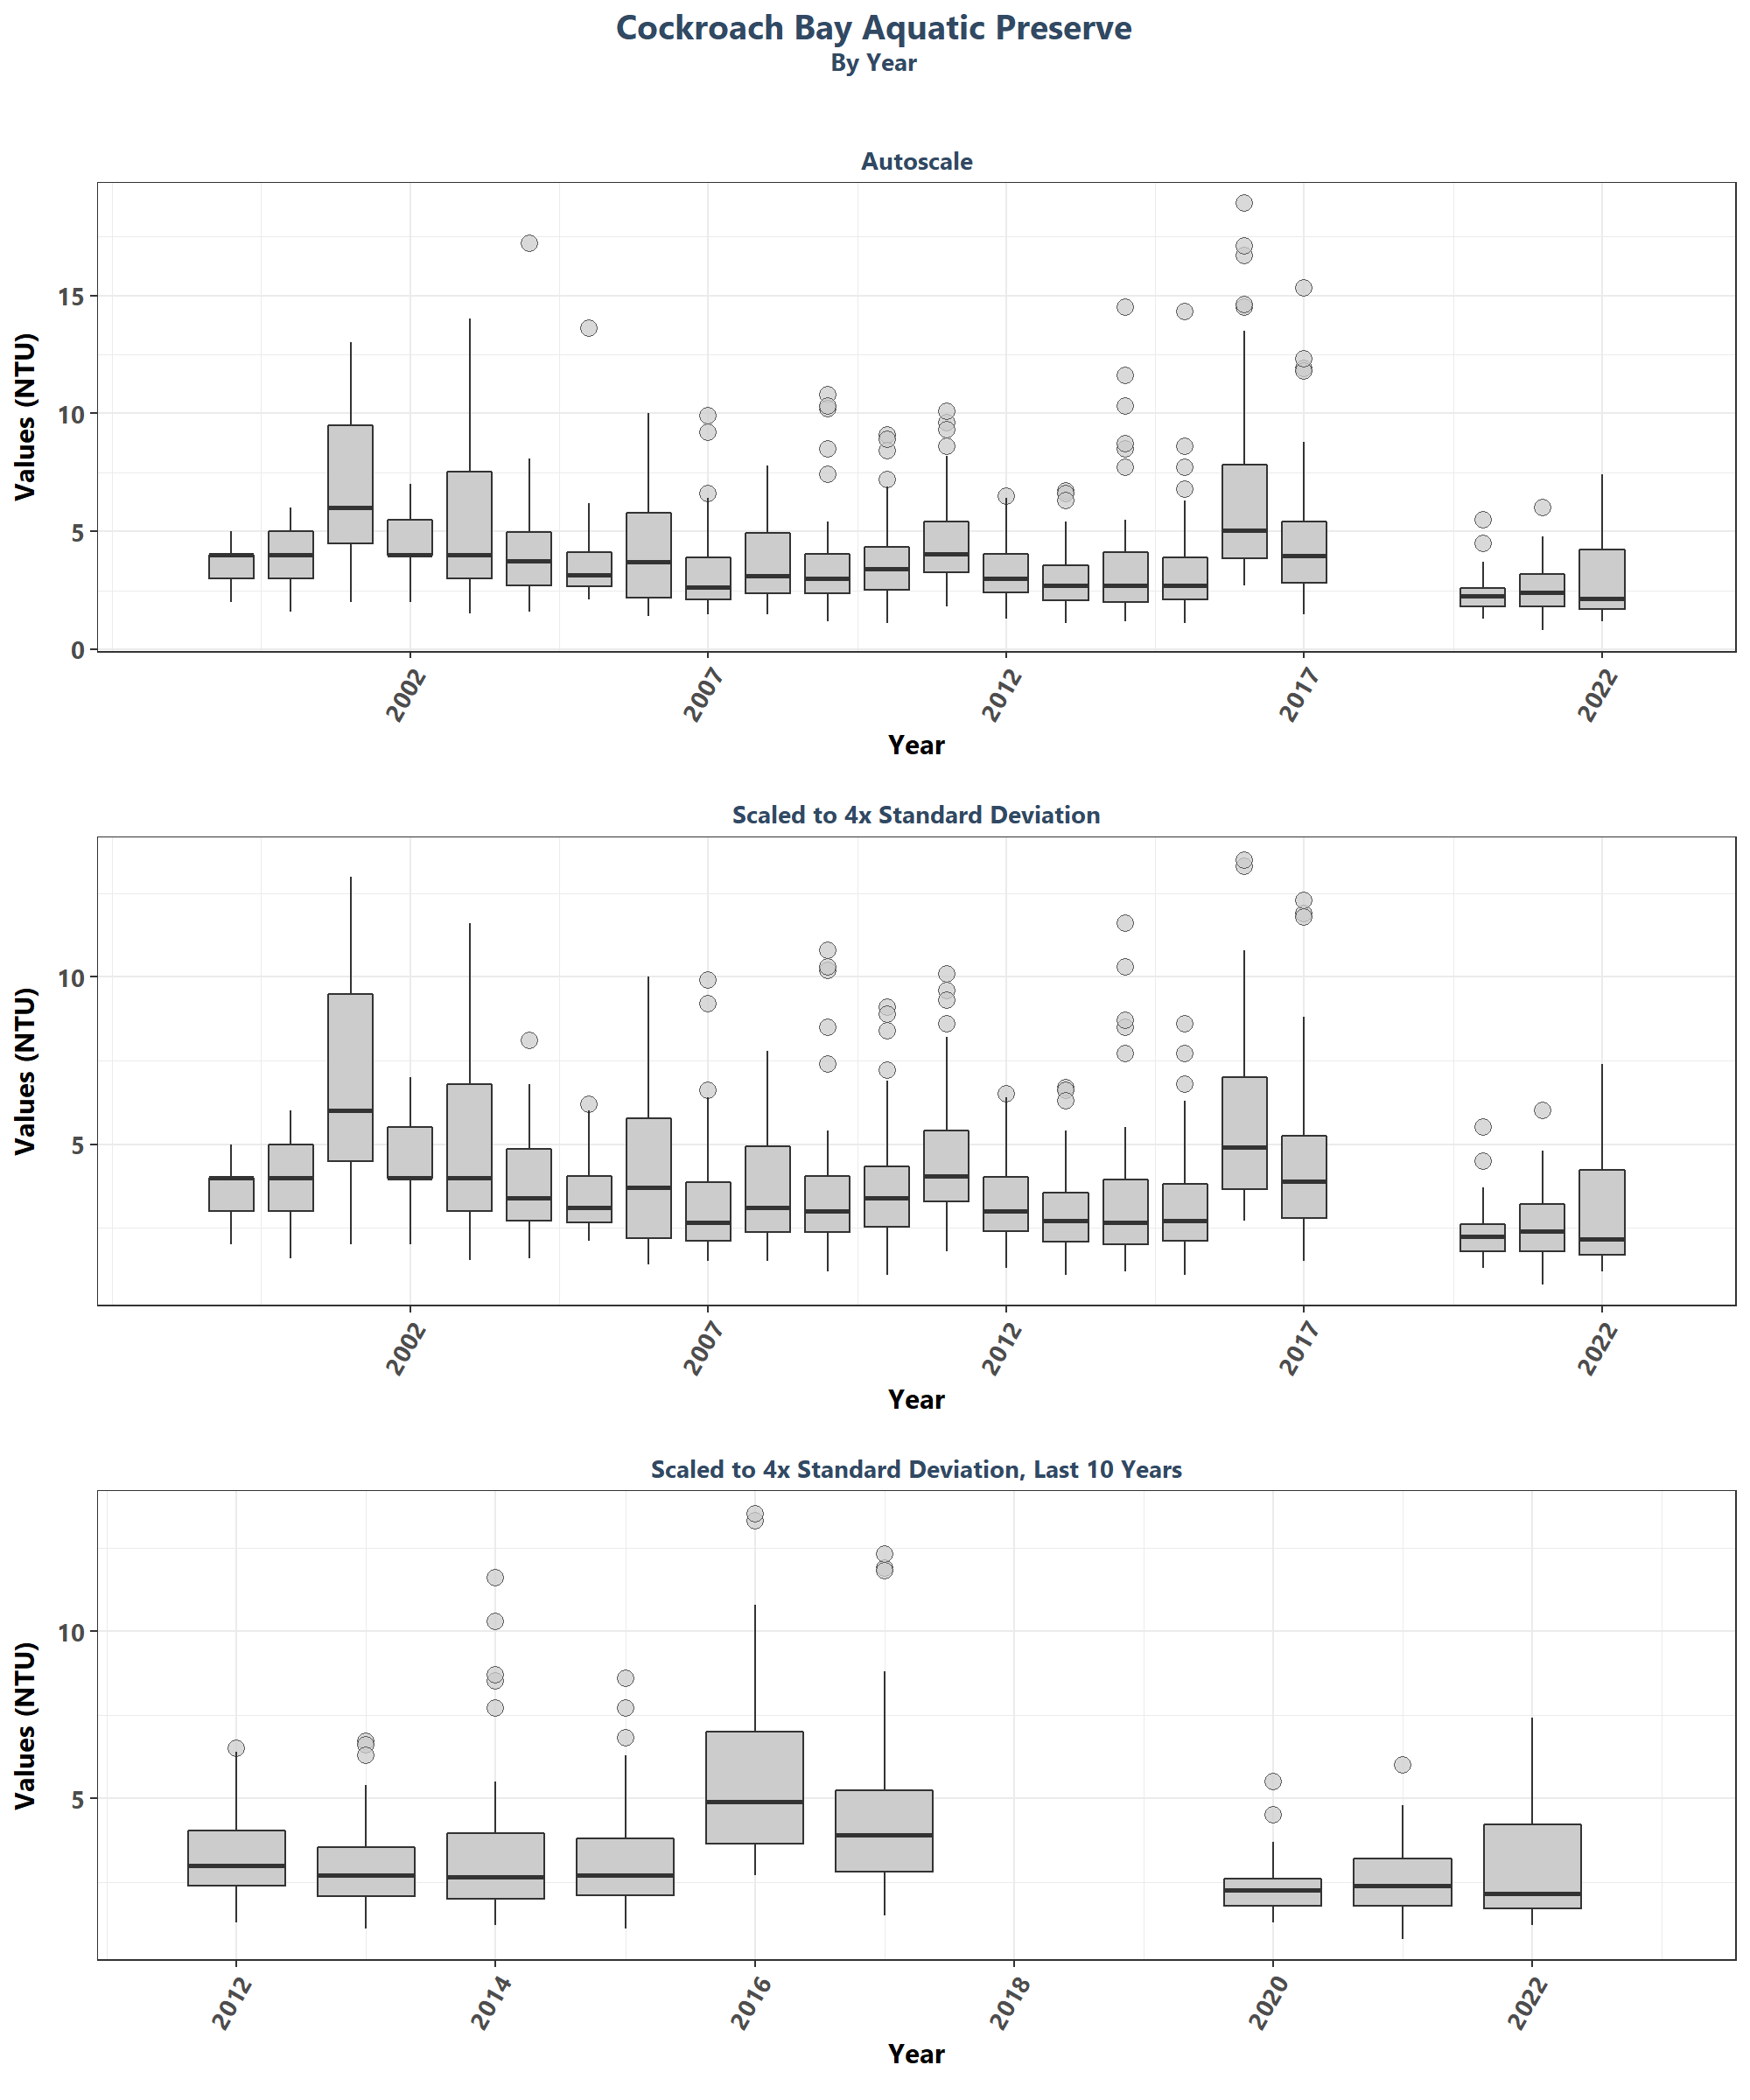 Cockroach Bay Aquatic Preserve
By Year
Autoscale
Values (NTU)
15
10
5
0
2002
2007
2012
2017
2022
Year
Scaled to 4x Standard Deviation
Values (NTU)
10
5
2002
2007
2012
2017
2022
Year
Scaled to 4x Standard Deviation, Last 10 Years
Values (NTU)
10
5
2012
2014
2016
2018
2020
2022
Year